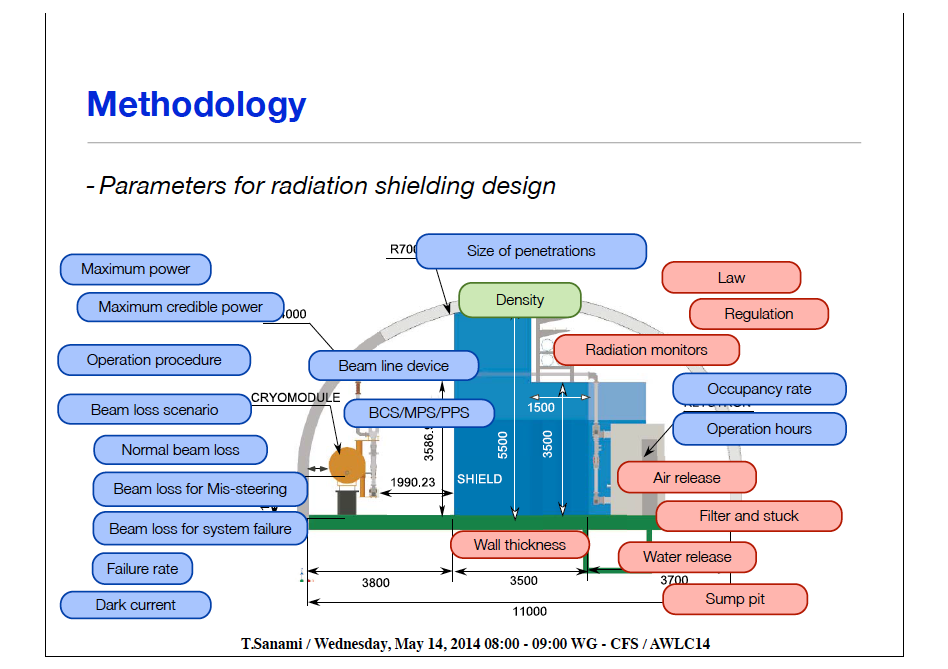 Methodology
- Parameters for radiation shielding design
Size of penetrations
Maximum power
Law
Maximum credible power
Density
Regulation
Radiation monitors
Operation procedure
Beam line device
Occupancy rate
CRYOMODULE
Beam loss scenario
BCS/MPS/PPS
1500
Operation hours
Normal beam loss
5500
3500
Beam loss for Mis-steering
1990.23
SHIELD
Air release
Beam loss for system failure
Filter and stuck
Wall thickness
Water release
Failure rate
3800
3500
3700
Dark current
11000
Sump pit
T.Sanami / Wednesday, May 14, 2014 08:00 - 09:00 WG - CFS / AWLC14